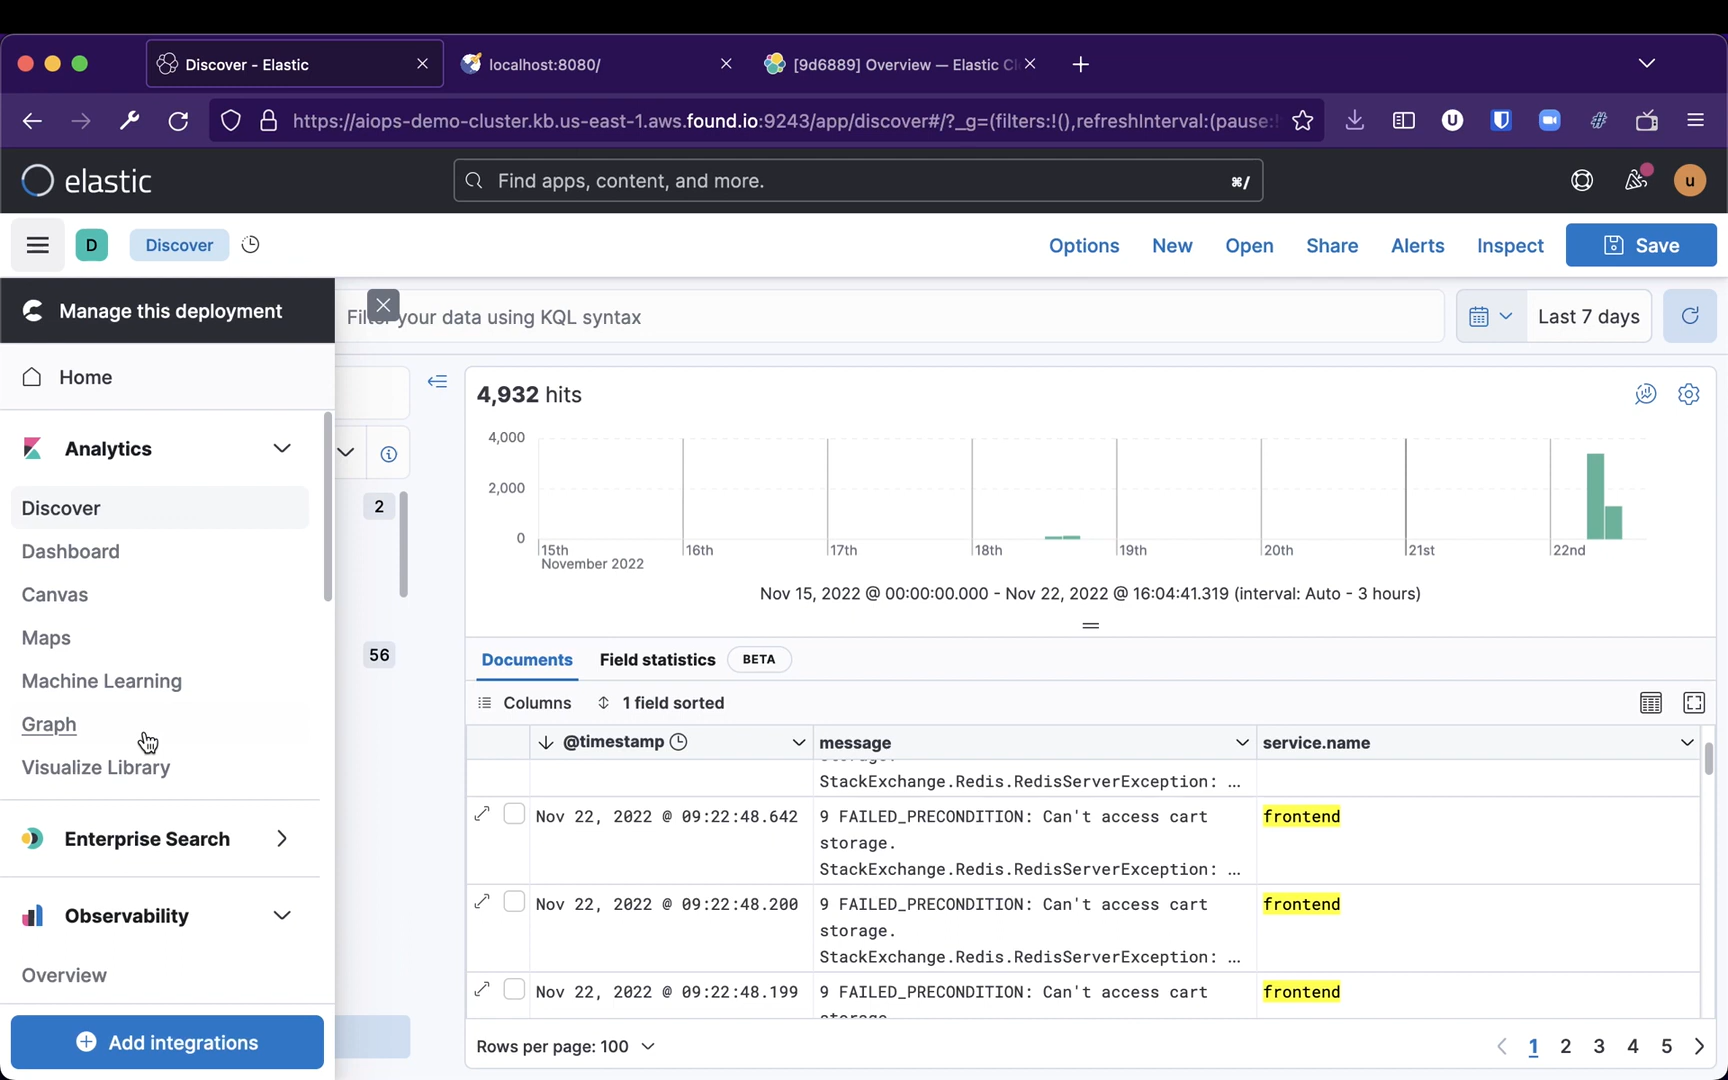 Discover - Elastic
localhost:8080/
[9d6889] Overview — Elastic Cl
https://aiops-demo-cluster.kb.us-east-1.aws.found.io:9243/app/discover#/?_g=(filters:!(),refreshInterval:(pause:!
elastic
Find apps, content, and more.
⌘/
u
D
Discover
Options
New
Open
Share
Alerts
Inspect
Save
Manage this deployment
Filter your data using KQL syntax
Last 7 days
Home
Analytics
Discover
Dashboard
Canvas
Maps
Machine Learning
Graph
Visualize Library
Enterprise Search
Observability
Overview
Add integrations
2
56
4,932 hits
4,000
2,000
0
15th
November 2022
16th
17th
18th
19th
20th
21st
22nd
Nov 15, 2022 @ 00:00:00.000 - Nov 22, 2022 @ 16:04:41.319 (interval: Auto - 3 hours)
Documents
Field statistics
BETA
Columns
1 field sorted
@timestamp
message
service.name
storage.
StackExchange.Redis.RedisServerException: ...
Nov 22, 2022 @ 09:22:48.642
9 FAILED_PRECONDITION: Can't access cart
storage.
StackExchange.Redis.RedisServerException: ...
frontend
Nov 22, 2022 @ 09:22:48.200
9 FAILED_PRECONDITION: Can't access cart
storage.
StackExchange.Redis.RedisServerException: ...
frontend
Nov 22, 2022 @ 09:22:48.199
9 FAILED_PRECONDITION: Can't access cart
storage.
frontend
Rows per page: 100
1 2 3 4 5